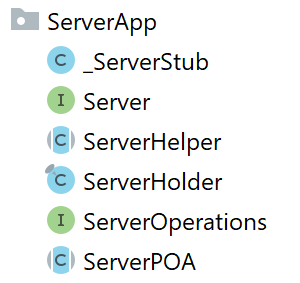 ServerApp
C _ServerStub
I Server
C ServerHelper
C ServerHolder
I ServerOperations
C ServerPOA